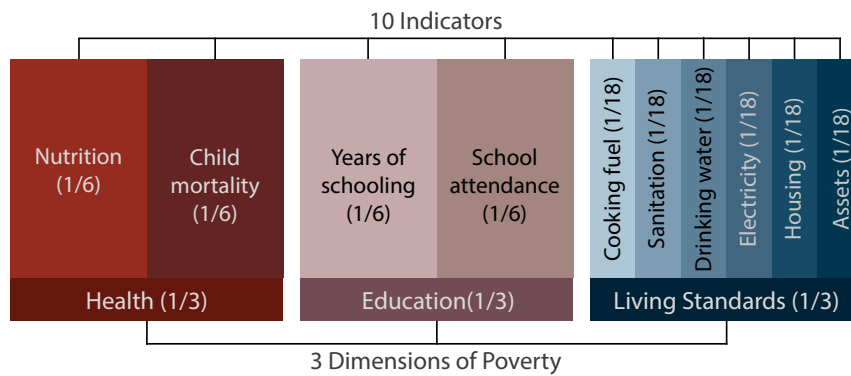 10 Indicators
Nutrition
(1/6)
Child
mortality
(1/6)
Years of
schooling
(1/6)
School
attendance
(1/6)
Cooking fuel (1/18)
Sanitation (1/18)
Drinking water (1/18)
Electricity (1/18)
Housing (1/18)
Assets (1/18)
Health (1/3)
Education(1/3)
Living Standards (1/3)
3 Dimensions of Poverty